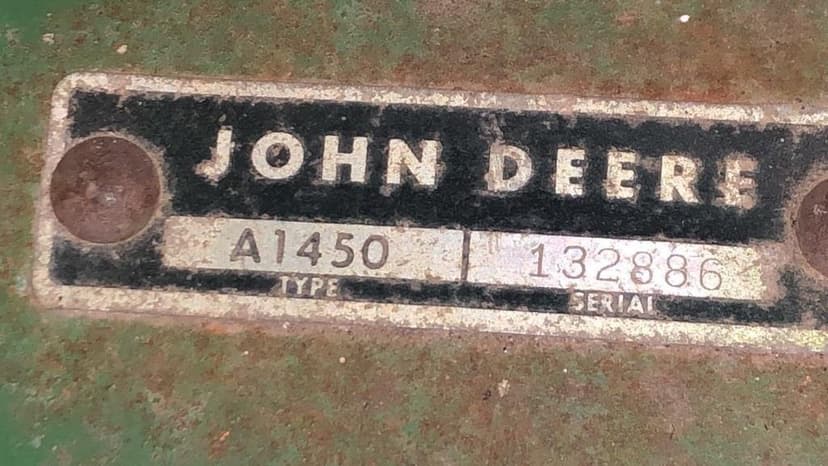 JOHN DEERE
A1450 132886
TYPE SERIAL